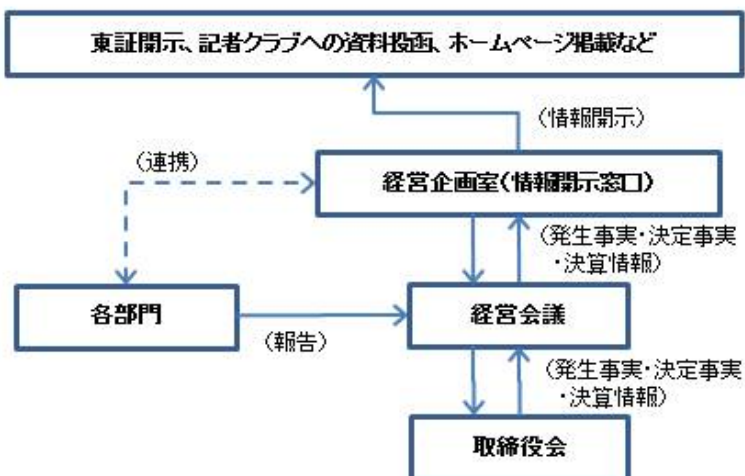 東証開示、記者クラブへの資料投函、ホームページ掲載など
(情報開示)
(連携)
経営企画室(情報開示窓口)
(発生事実・決定事実
・決算情報)
各部門
経営会議
(報告)
(発生事実・決定事実
・決算情報)
取締役会